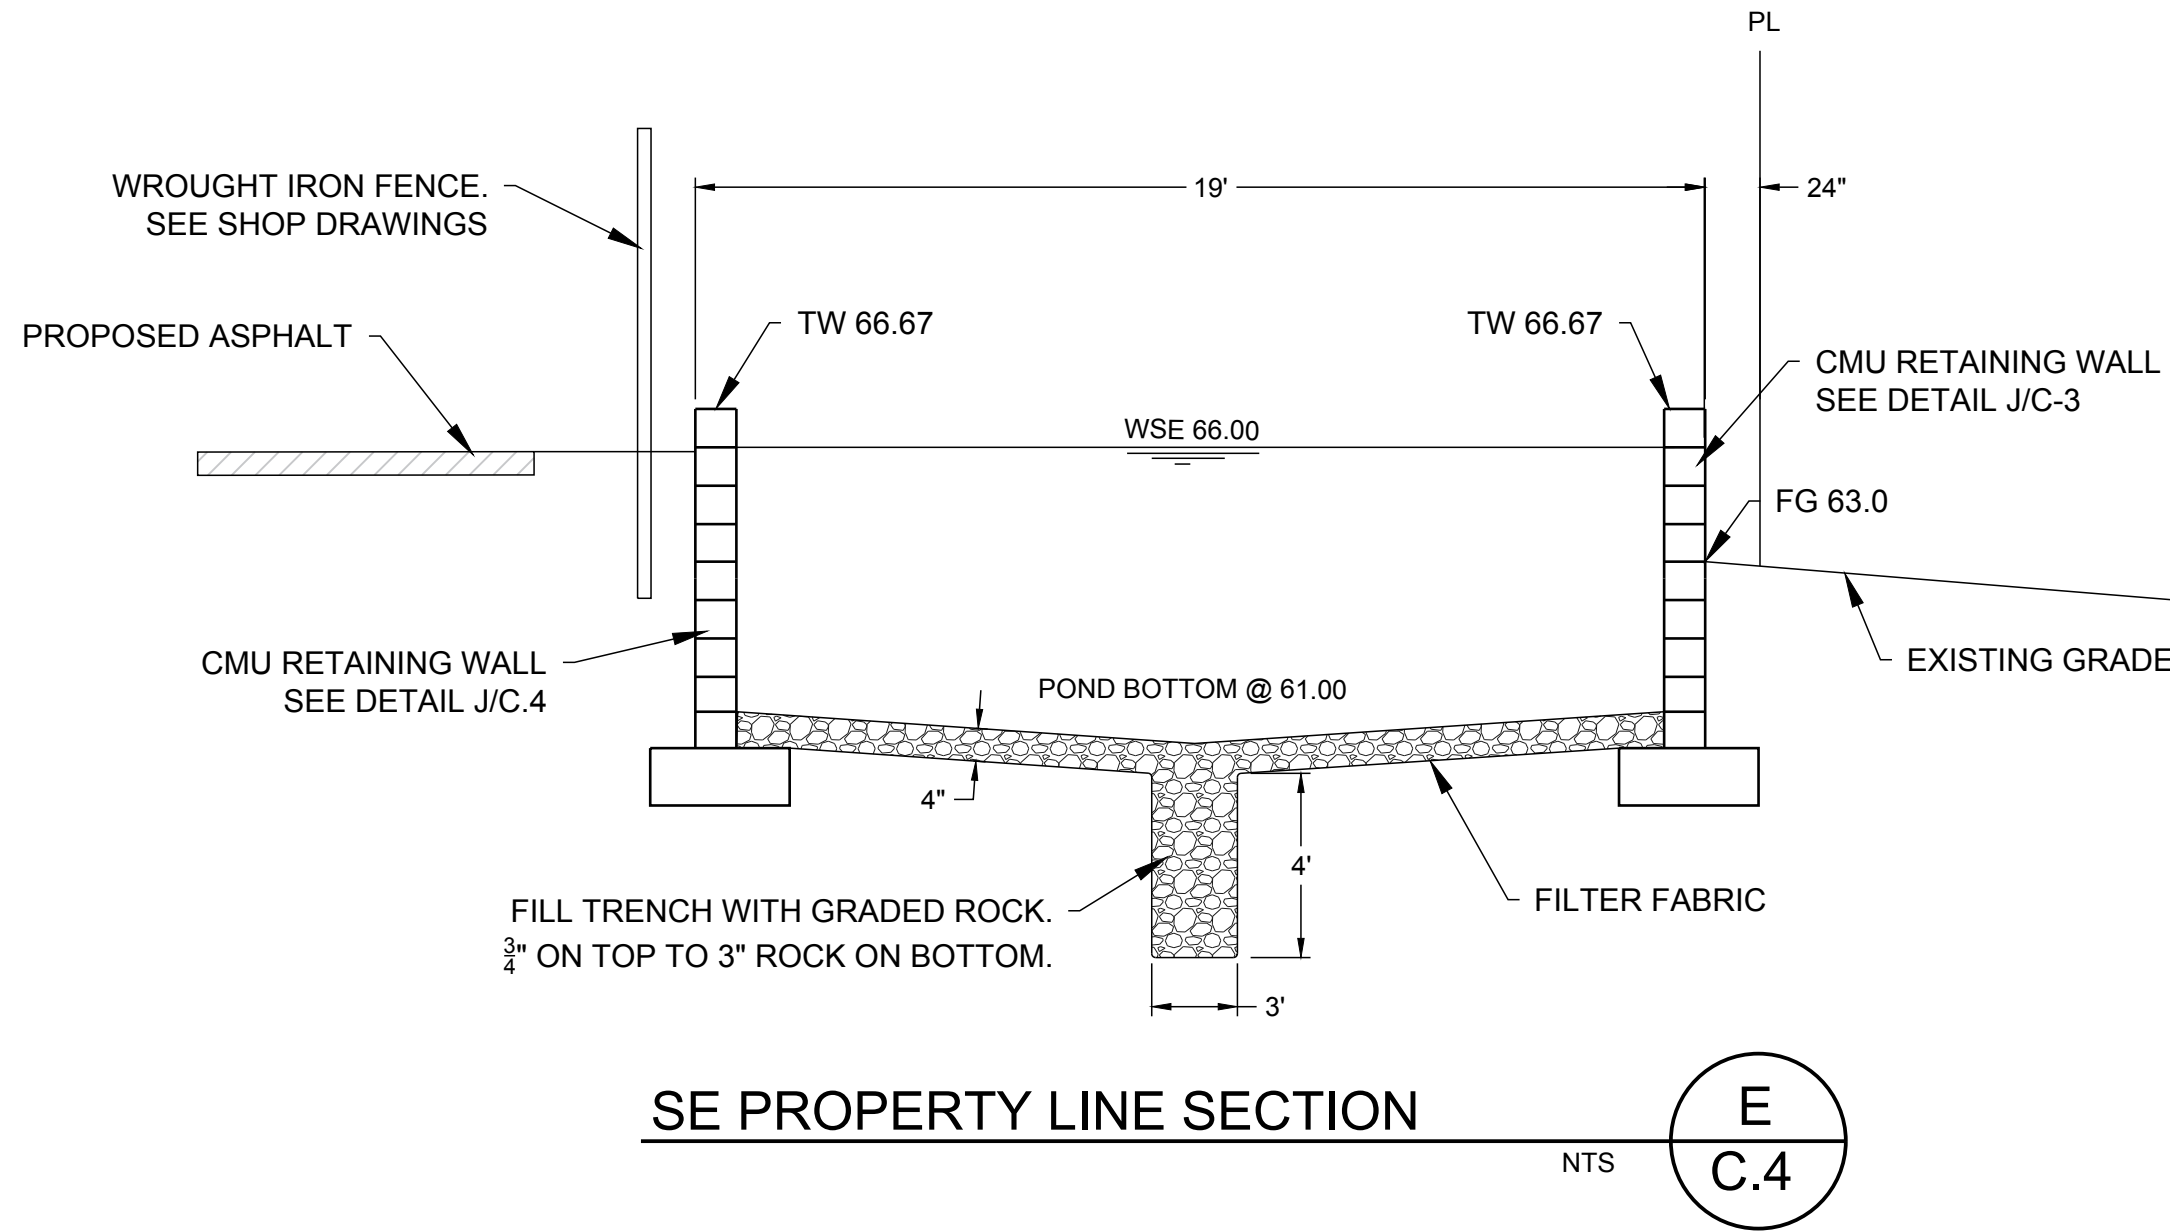 PL
WROUGHT IRON FENCE.
SEE SHOP DRAWINGS
19'
24"
PROPOSED ASPHALT
TW 66.67
TW 66.67
CMU RETAINING WALL
SEE DETAIL J/C-3
WSE 66.00
FG 63.0
CMU RETAINING WALL
SEE DETAIL J/C.4
POND BOTTOM @ 61.00
EXISTING GRADE
4"
4'
FILL TRENCH WITH GRADED ROCK.
3/4" ON TOP TO 3" ROCK ON BOTTOM.
FILTER FABRIC
3'
SE PROPERTY LINE SECTION
NTS
E
C.4